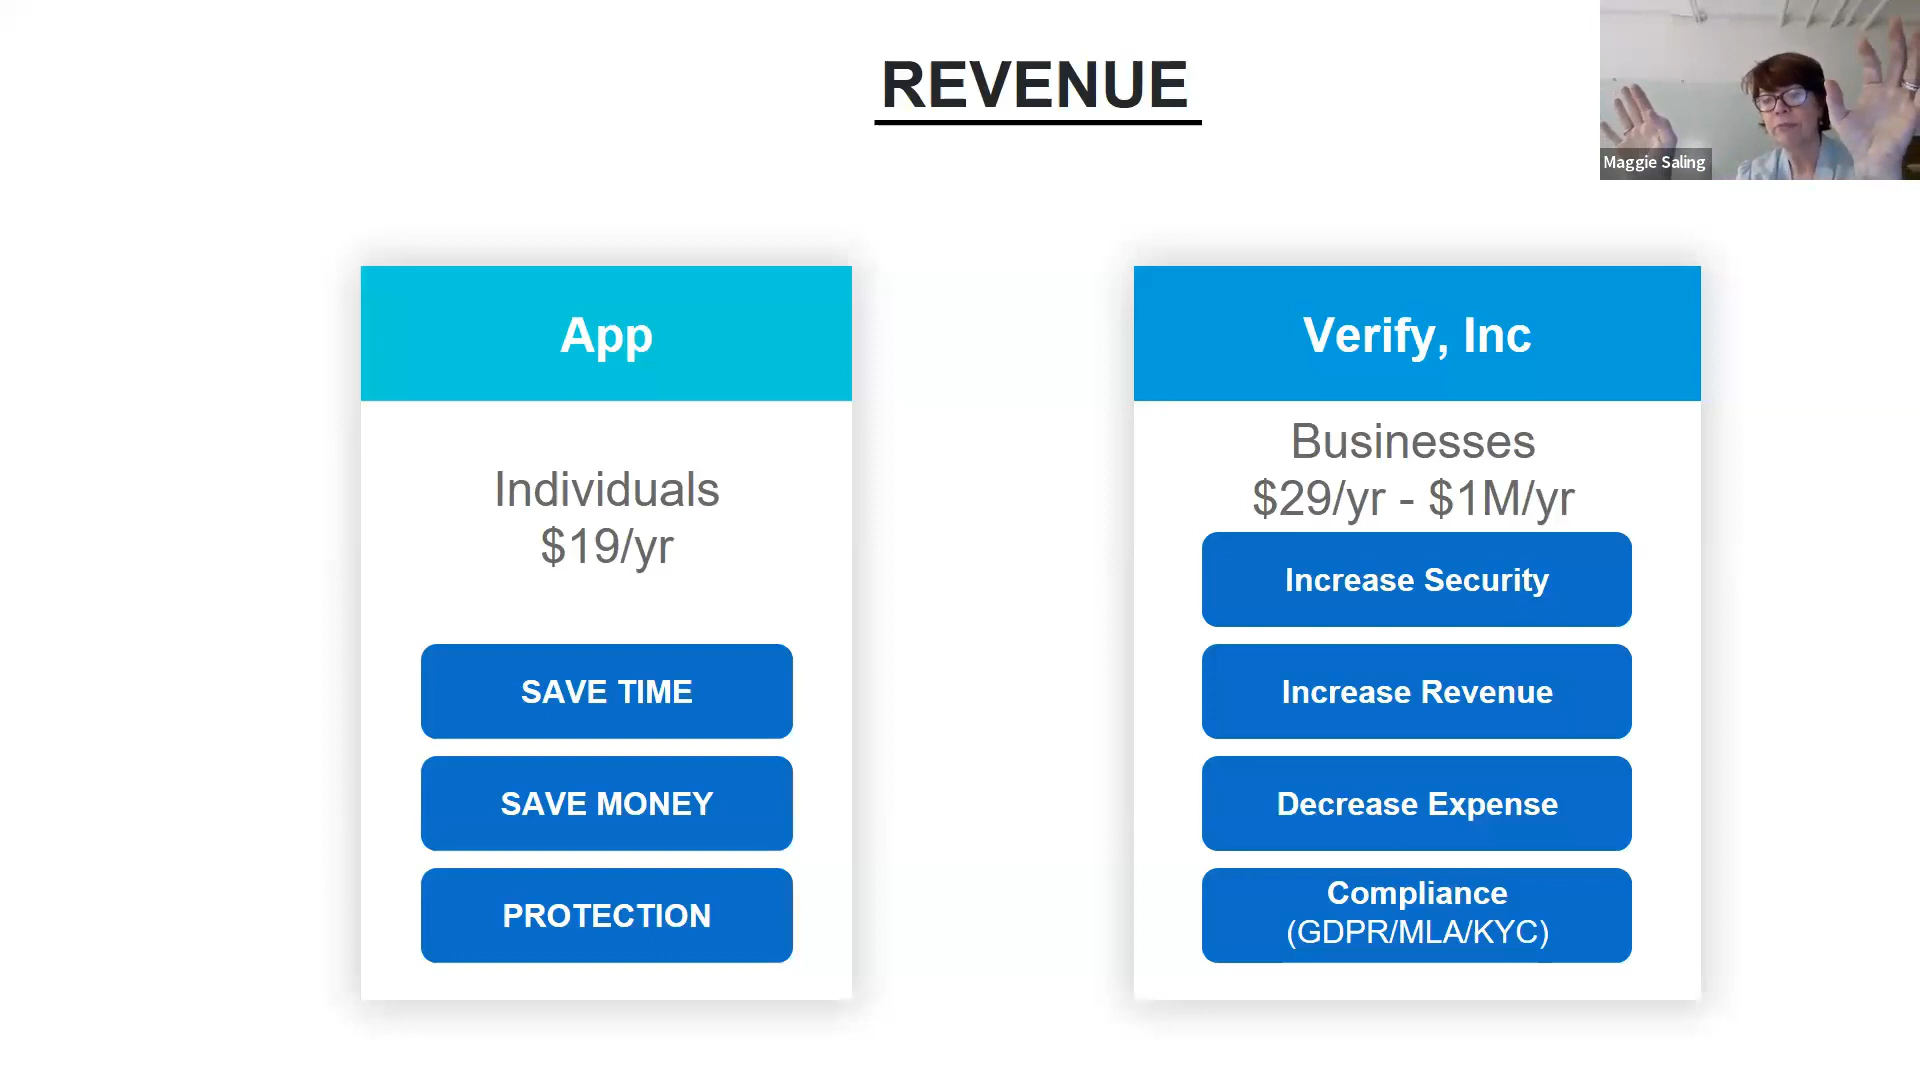 REVENUE
Maggie Saling
App
Individuals
$19/yr
SAVE TIME
SAVE MONEY
PROTECTION
Verify, Inc
Businesses
$29/yr - $1M/yr
Increase Security
Increase Revenue
Decrease Expense
Compliance
(GDPR/MLA/KYC)